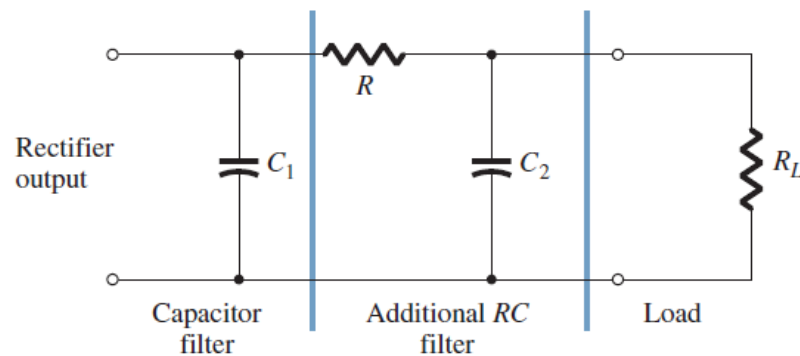 R
Rectifier
output
C1
C2
RL
Capacitor
filter
Additional RC
filter
Load